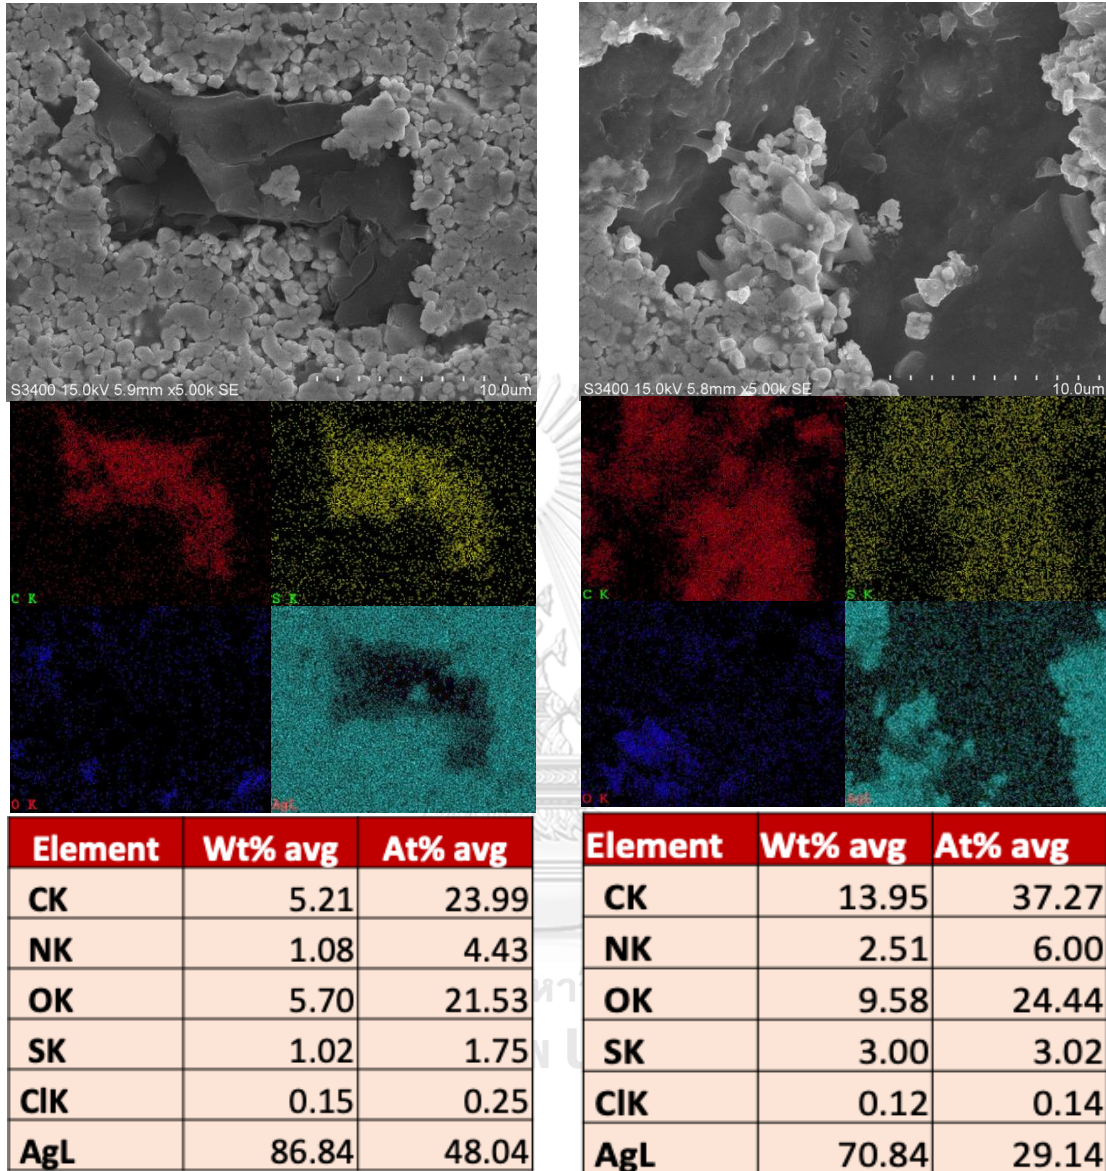 S3400 15.0kV 5.9mm x5.00k SE 10.0um
S3400 15.0kV 5.8mm x5.00k SE 10.0um
C K
S K
O K
AgL
C K
S K
O K
AgL
Element Wt% avg At% avg
CK 5.21 23.99
NK 1.08 4.43
OK 5.70 21.53
SK 1.02 1.75
ClK 0.15 0.25
AgL 86.84 48.04
Element Wt% avg At% avg
CK 13.95 37.27
NK 2.51 6.00
OK 9.58 24.44
SK 3.00 3.02
ClK 0.12 0.14
AgL 70.84 29.14